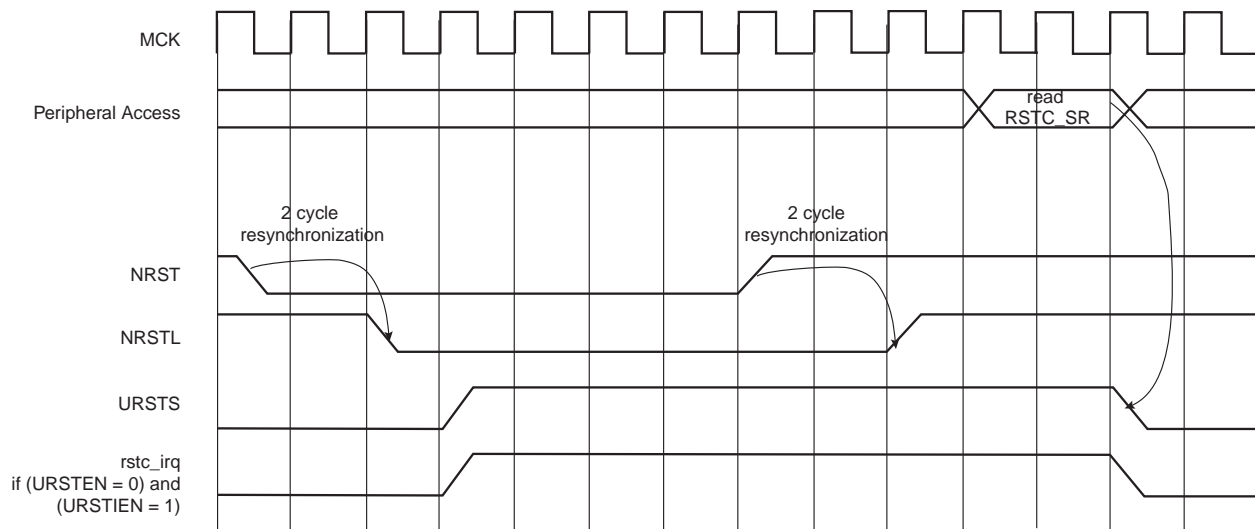 MCK
Peripheral Access
read
RSTC_SR
2 cycle
resynchronization
2 cycle
resynchronization
NRST
NRSTL
URSTS
rstc_irq
if (URSTEN = 0) and
(URSTIEN = 1)